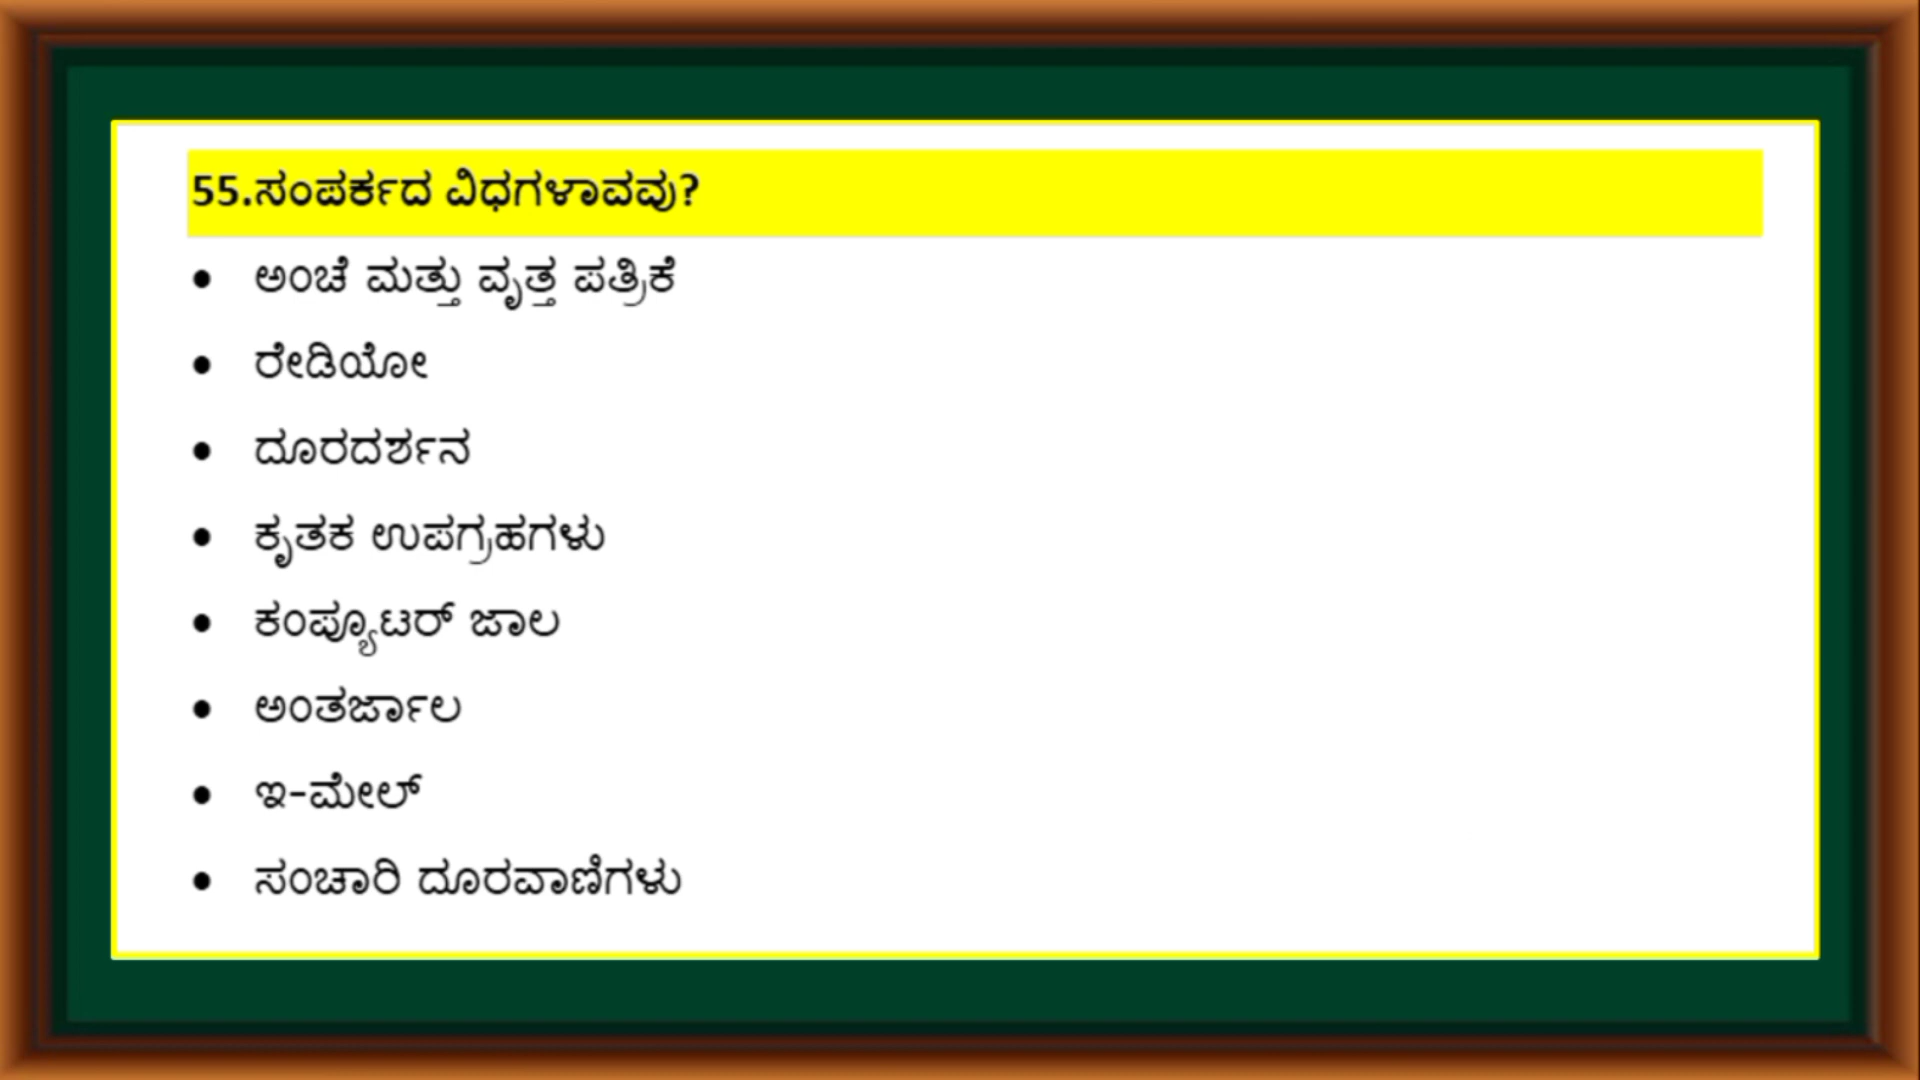 55.ಸಂಪರ್ಕದ ವಿಧಗಳಾವವು?
• ಅಂಚೆ ಮತ್ತು ವೃತ್ತ ಪತ್ರಿಕೆ
• ರೇಡಿಯೋ
• ದೂರದರ್ಶನ
• ಕೃತಕ ಉಪಗ್ರಹಗಳು
• ಕಂಪ್ಯೂಟರ್ ಜಾಲ
• ಅಂತರ್ಜಾಲ
• ಇ-ಮೇಲ್
• ಸಂಚಾರಿ ದೂರವಾಣಿಗಳು